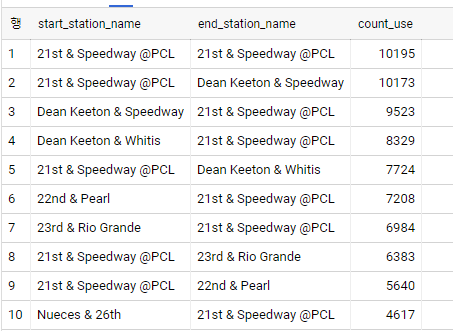 행 start_station_name end_station_name count_use
1 21st & Speedway @PCL 21st & Speedway @PCL 10195
2 21st & Speedway @PCL Dean Keeton & Speedway 10173
3 Dean Keeton & Speedway 21st & Speedway @PCL 9523
4 Dean Keeton & Whitis 21st & Speedway @PCL 8329
5 21st & Speedway @PCL Dean Keeton & Whitis 7724
6 22nd & Pearl 21st & Speedway @PCL 7208
7 23rd & Rio Grande 21st & Speedway @PCL 6984
8 21st & Speedway @PCL 23rd & Rio Grande 6383
9 21st & Speedway @PCL 22nd & Pearl 5640
10 Nueces & 26th 21st & Speedway @PCL 4617